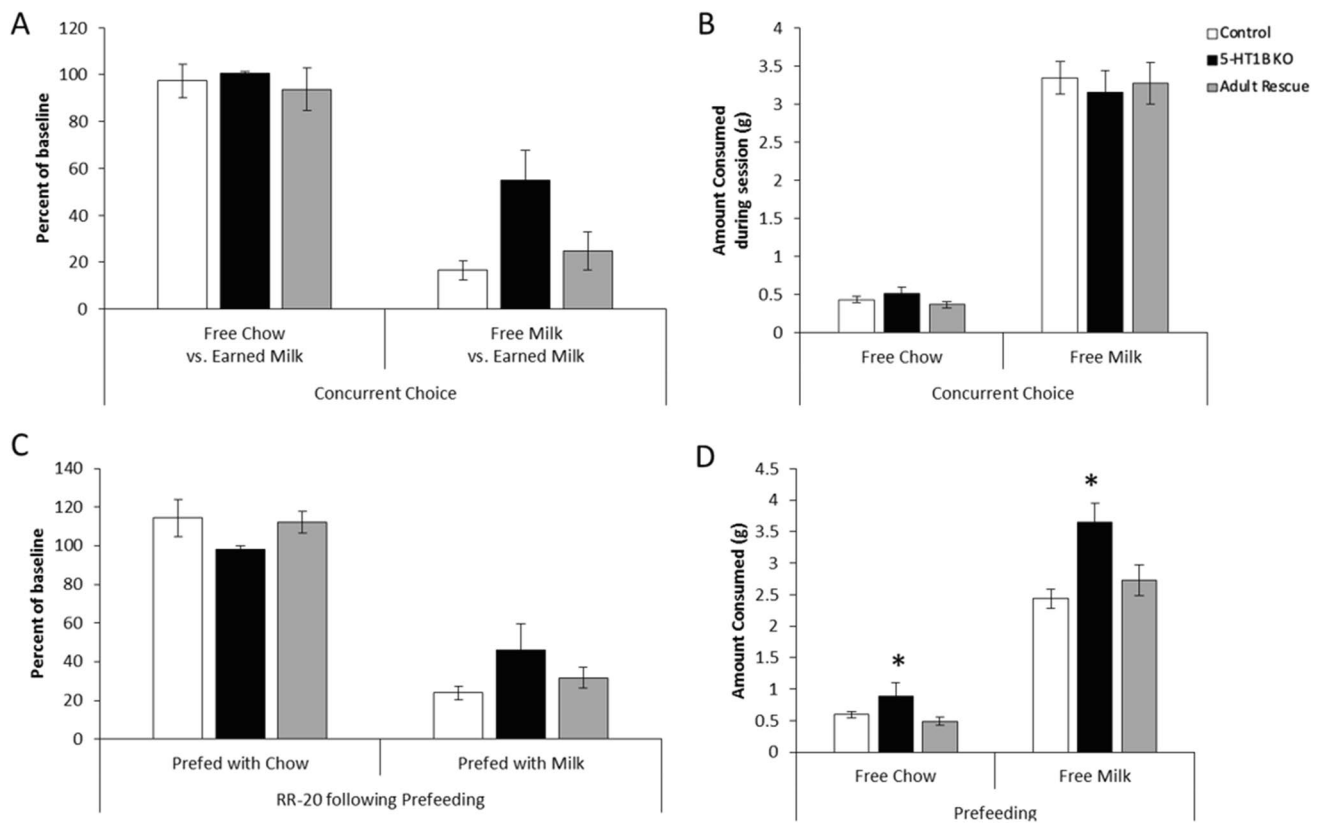 A
Percent of baseline
120
100
80
60
40
20
0
Free Chow
vs. Earned Milk
Free Milk
vs. Earned Milk
Concurrent Choice
B
Amount Consumed
during session (g)
4
3.5
3
2.5
2
1.5
1
0.5
0
Free Chow
Free Milk
Concurrent Choice
Control
5-HT1BKO
Adult Rescue
C
Percent of baseline
140
120
100
80
60
40
20
0
Prefed with Chow
Prefed with Milk
RR-20 following Prefeeding
D
Amount Consumed (g)
4.5
4
3.5
3
2.5
2
1.5
1
0.5
0
*
*
Free Chow
Free Milk
Prefeeding